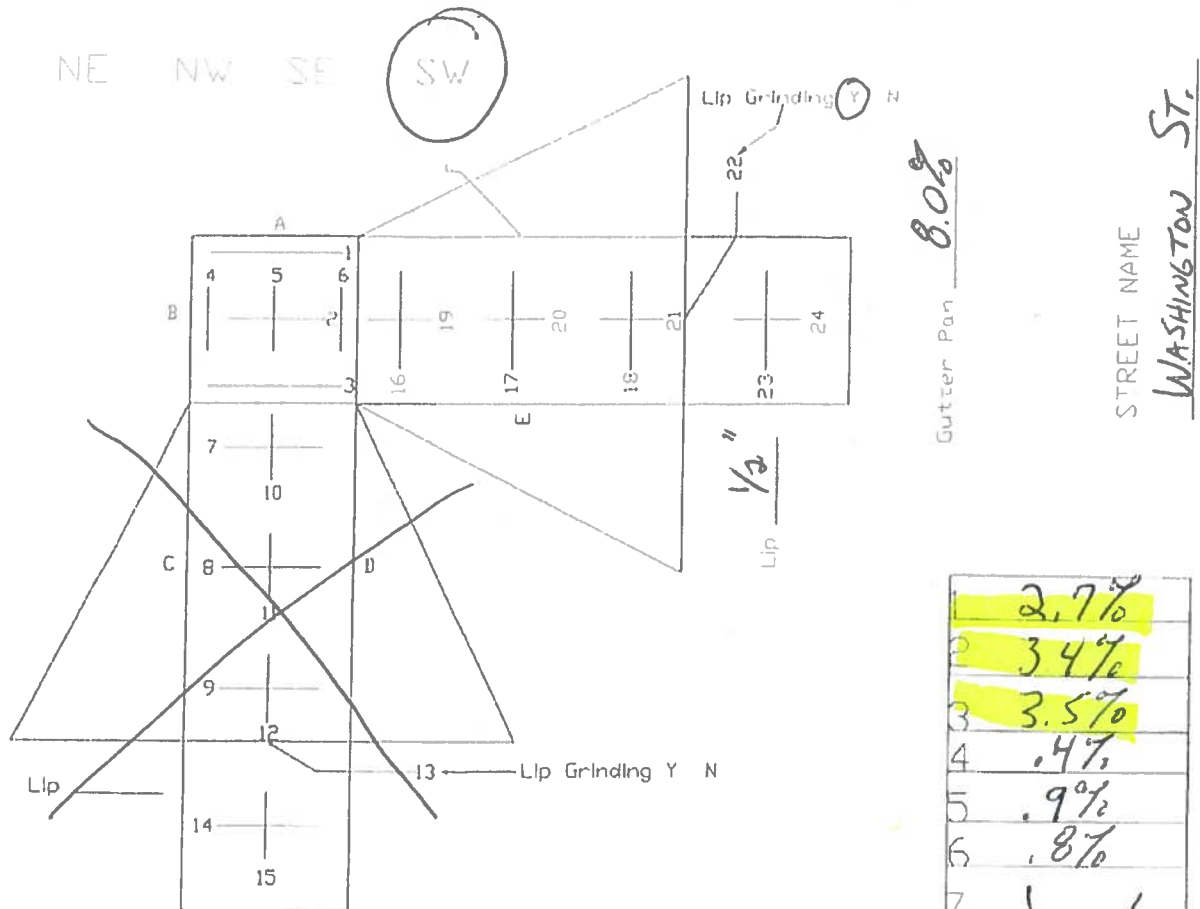 NE NW SE SW
Lip Grinding Y N
22
A
1
4 5 6
B
2
19
20
21
24
3
16
17
18
23
E
7
10
C
8
D
11
9
12
13
Lip Grinding Y N
Lip
14
15
Lip 1/2"
Gutter Pan 8.0%
STREET NAME
WASHINGTON ST.
1 2.7%
2 3.4%
3 3.5%
4 .4%
5 .9%
6 .8%
7